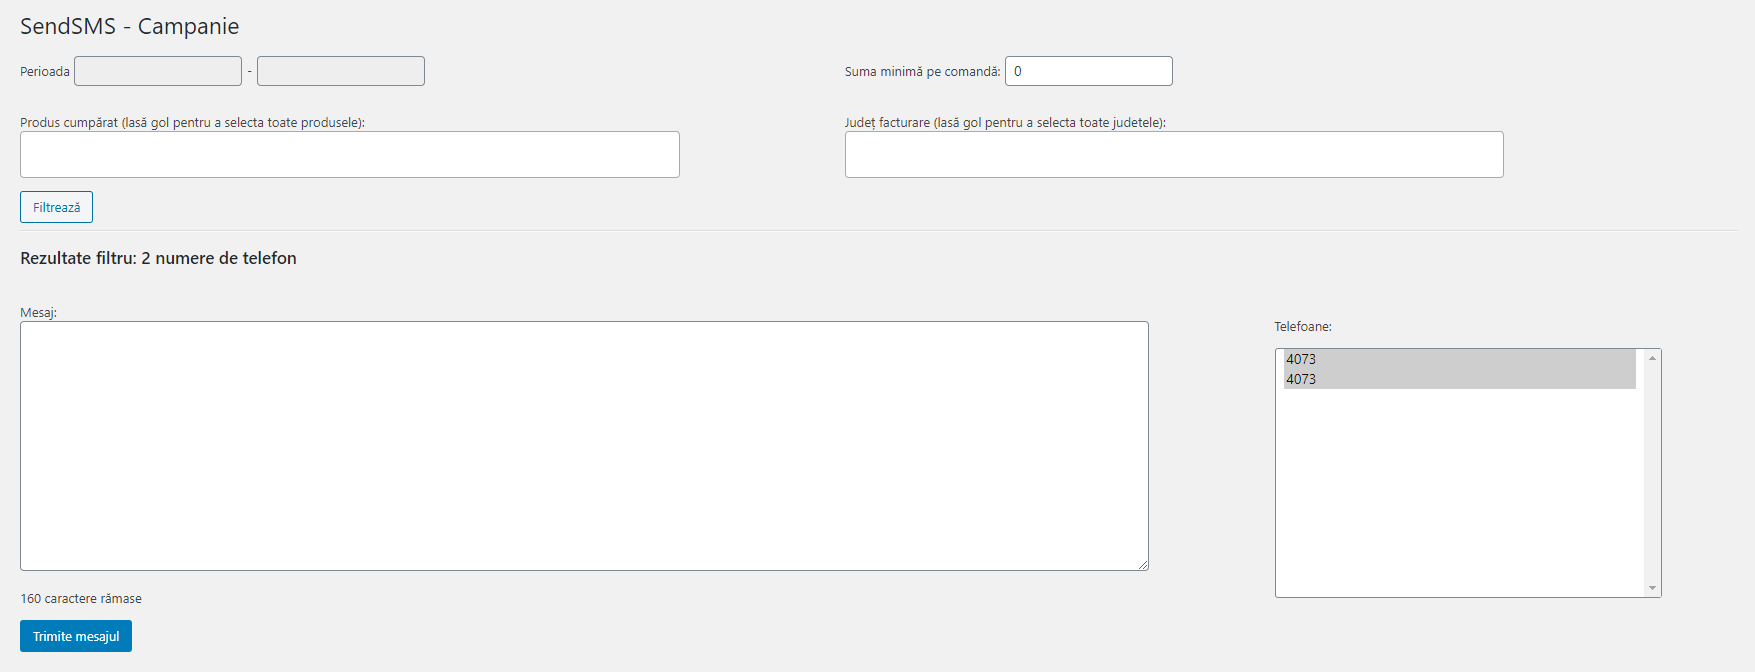 SendSMS - Campanie
Perioada - Suma minimă pe comandă: 0
Produs cumpărat (lasă gol pentru a selecta toate produsele): Județ facturare (lasă gol pentru a selecta toate judetele):
Filtrează
Rezultate filtru: 2 numere de telefon
Mesaj:
Telefoane:
4073
4073
160 caractere rămase
Trimite mesajul